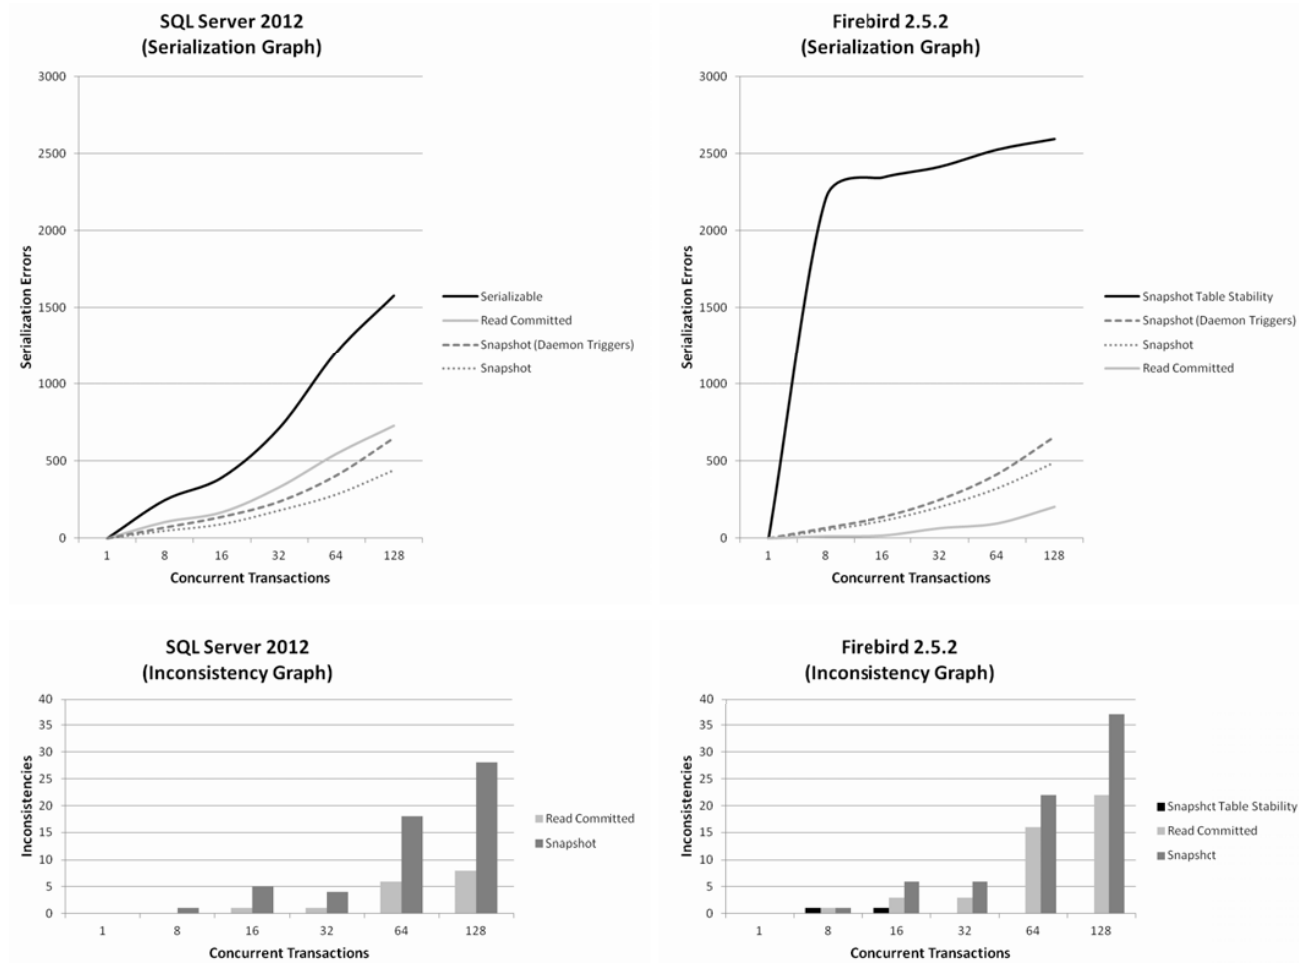 SQL Server 2012
(Serialization Graph)
3000
2500
2000
1500
1000
500
0
Serialization Errors
1 8 16 32 64 128
Concurrent Transactions
Serializable
Read Committed
Snapshot (Daemon Triggers)
Snapshot
Firebird 2.5.2
(Serialization Graph)
3000
2500
2000
1500
1000
500
0
Serialization Errors
1 8 16 32 64 128
Concurrent Transactions
Snapshot Table Stability
Snapshot (Daemon Triggers)
Snapshot
Read Committed
SQL Server 2012
(Inconsistency Graph)
40
35
30
25
20
15
10
5
0
Inconsistencies
1 8 16 32 64 128
Concurrent Transactions
Read Committed
Snapshot
Firebird 2.5.2
(Inconsistency Graph)
40
35
30
25
20
15
10
5
0
Inconsistencies
1 8 16 32 64 128
Concurrent Transactions
Snapshct Table Stability
Read Committed
Snapshct